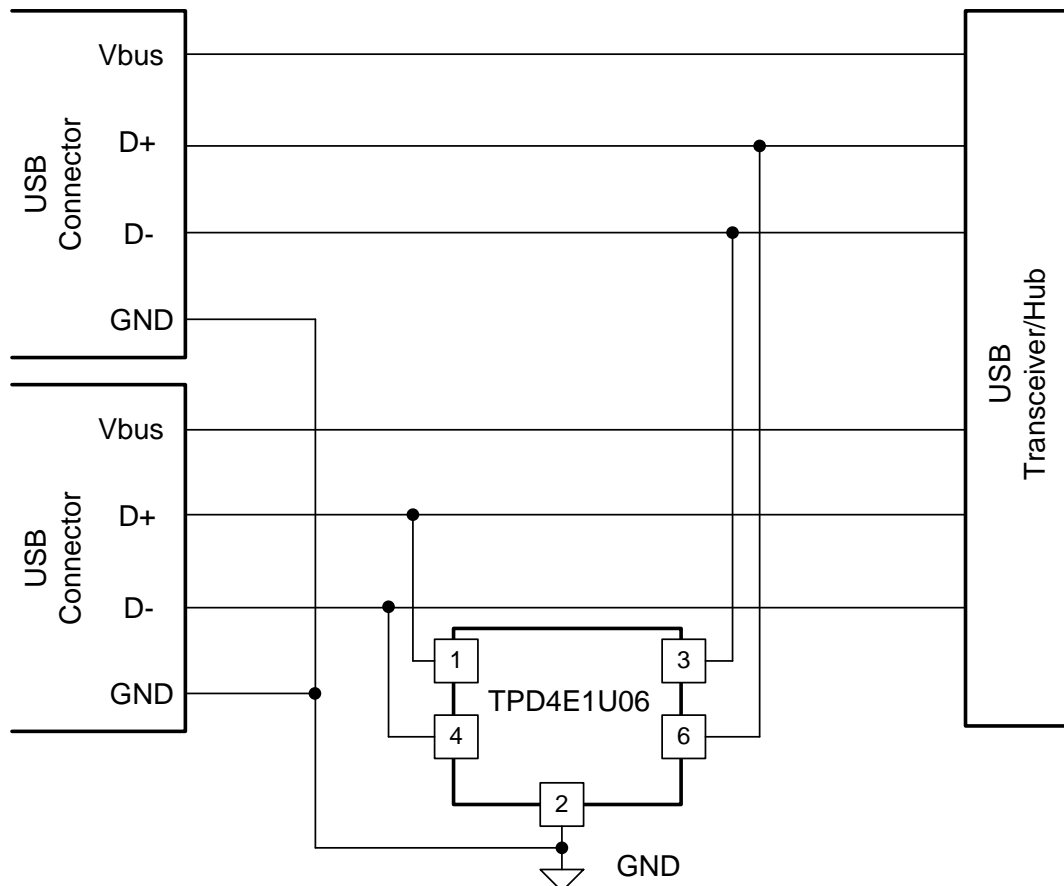 Vbus
D+
D-
GND
USB
Connector
Vbus
D+
D-
GND
USB
Connector
USB
Transceiver/Hub
1
3
TPD4E1U06
4
6
2
GND